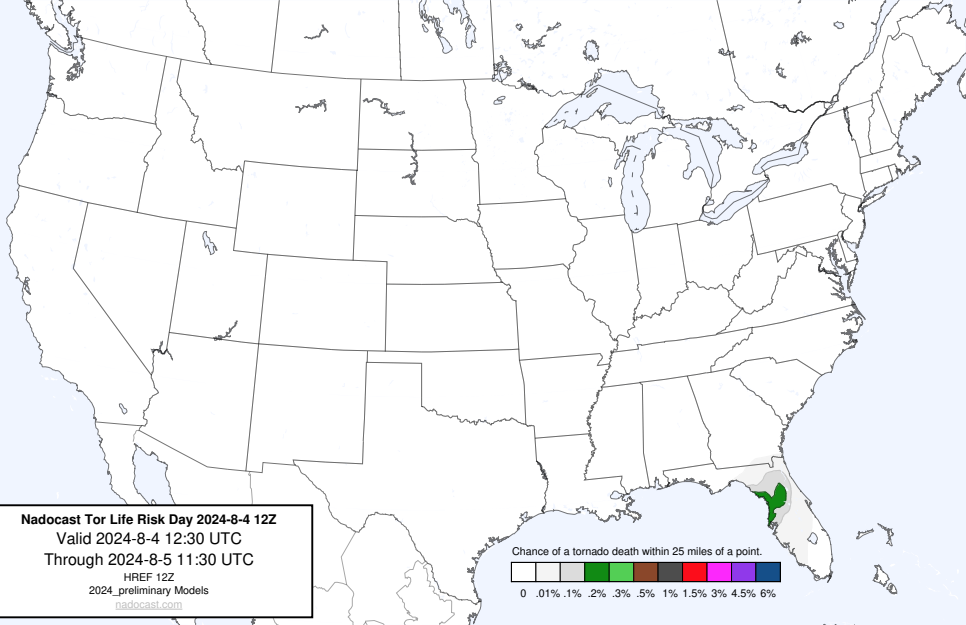 Nadocast Tor Life Risk Day 2024-8-4 12Z
Valid 2024-8-4 12:30 UTC
Through 2024-8-5 11:30 UTC
HREF 12Z
2024_preliminary Models
nadocast.com
Chance of a tornado death within 25 miles of a point.
0 .01% .1% .2% .3% .5% 1% 1.5% 3% 4.5% 6%